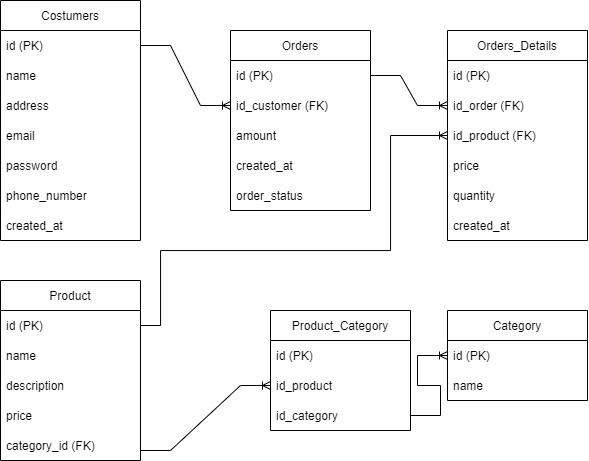 Costumers
id (PK)
name
address
email
password
phone_number
created_at
Orders
id (PK)
id_customer (FK)
amount
created_at
order_status
Orders_Details
id (PK)
id_order (FK)
id_product (FK)
price
quantity
created_at
Product
id (PK)
name
description
price
category_id (FK)
Product_Category
id (PK)
id_product
id_category
Category
id (PK)
name